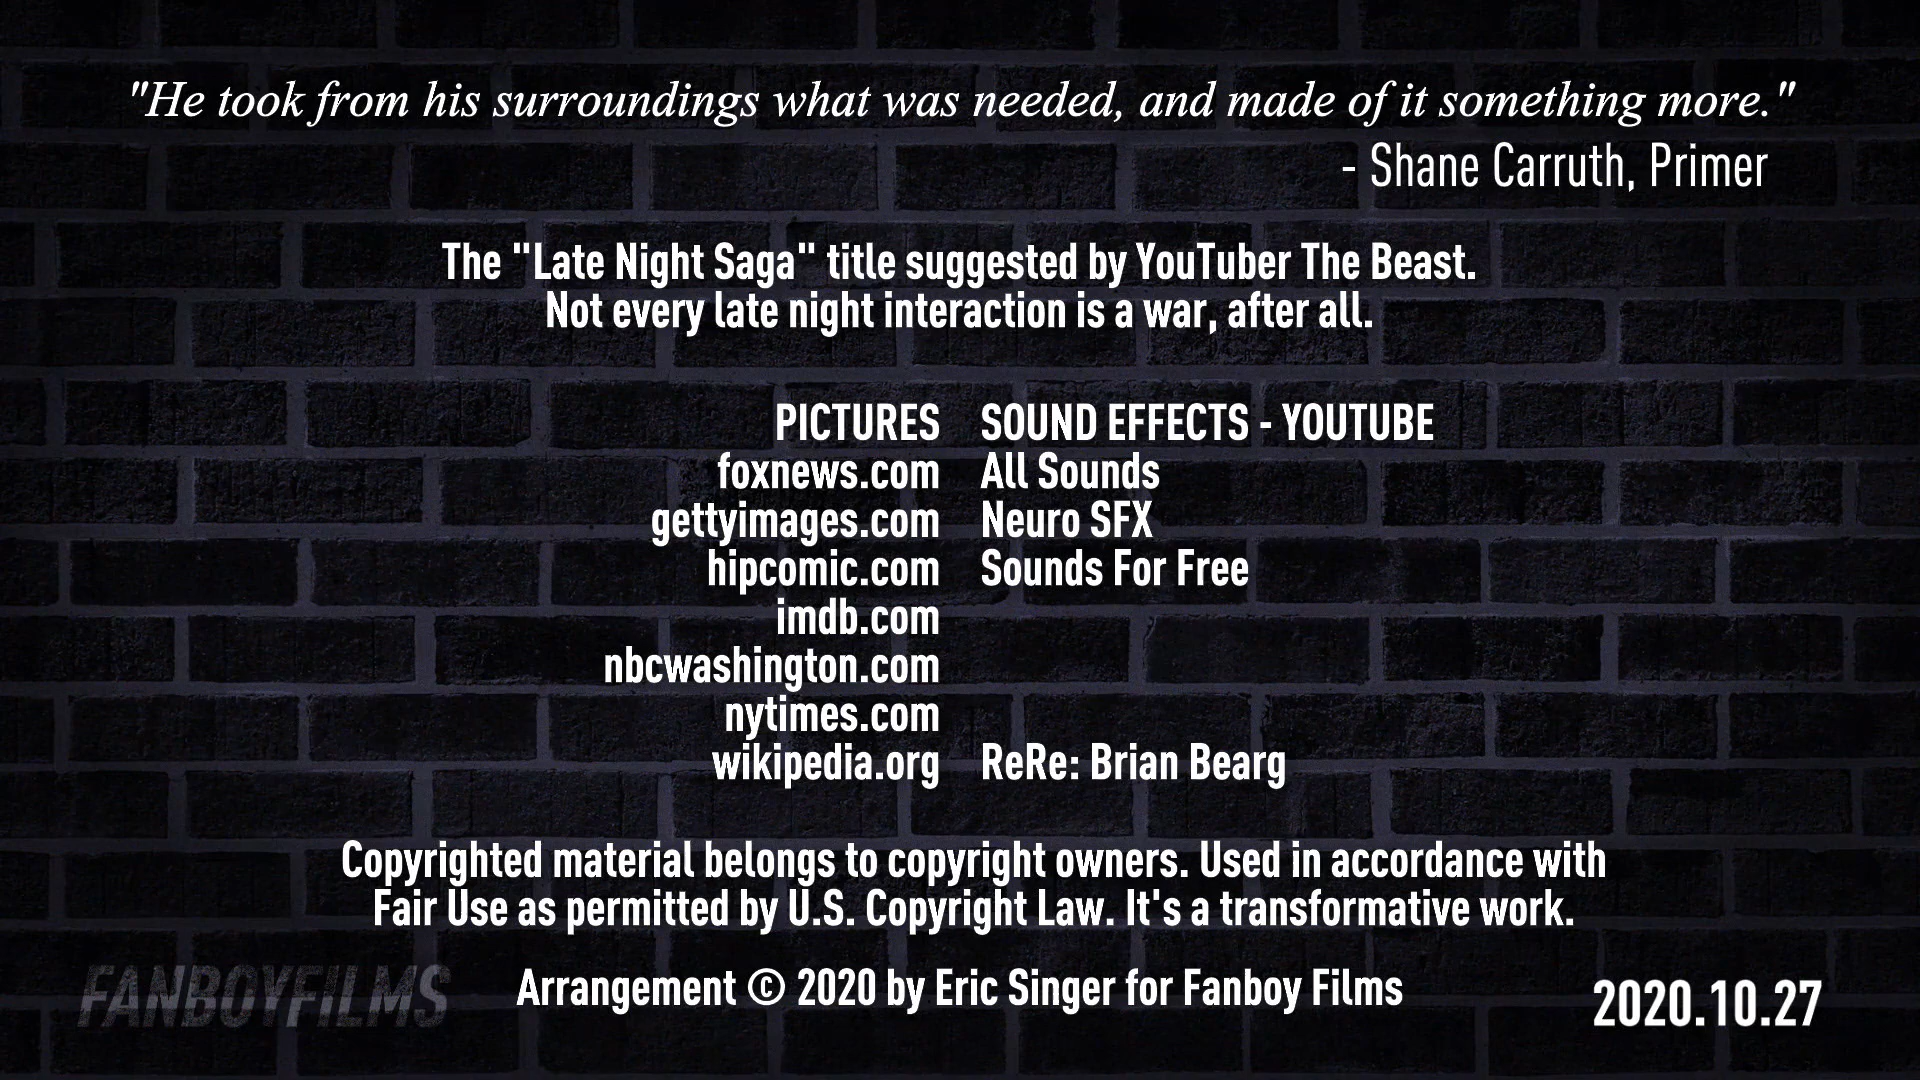 "He took from his surroundings what was needed, and made of it something more."
- Shane Carruth, Primer
The "Late Night Saga" title suggested by YouTuber The Beast.
Not every late night interaction is a war, after all.
PICTURES
foxnews.com
gettyimages.com
hipcomic.com
imdb.com
nbcwashington.com
nytimes.com
wikipedia.org
SOUND EFFECTS - YOUTUBE
All Sounds
Neuro SFX
Sounds For Free
ReRe: Brian Bearg
Copyrighted material belongs to copyright owners. Used in accordance with
Fair Use as permitted by U.S. Copyright Law. It's a transformative work.
FANBOYFILMS
Arrangement © 2020 by Eric Singer for Fanboy Films
2020.10.27